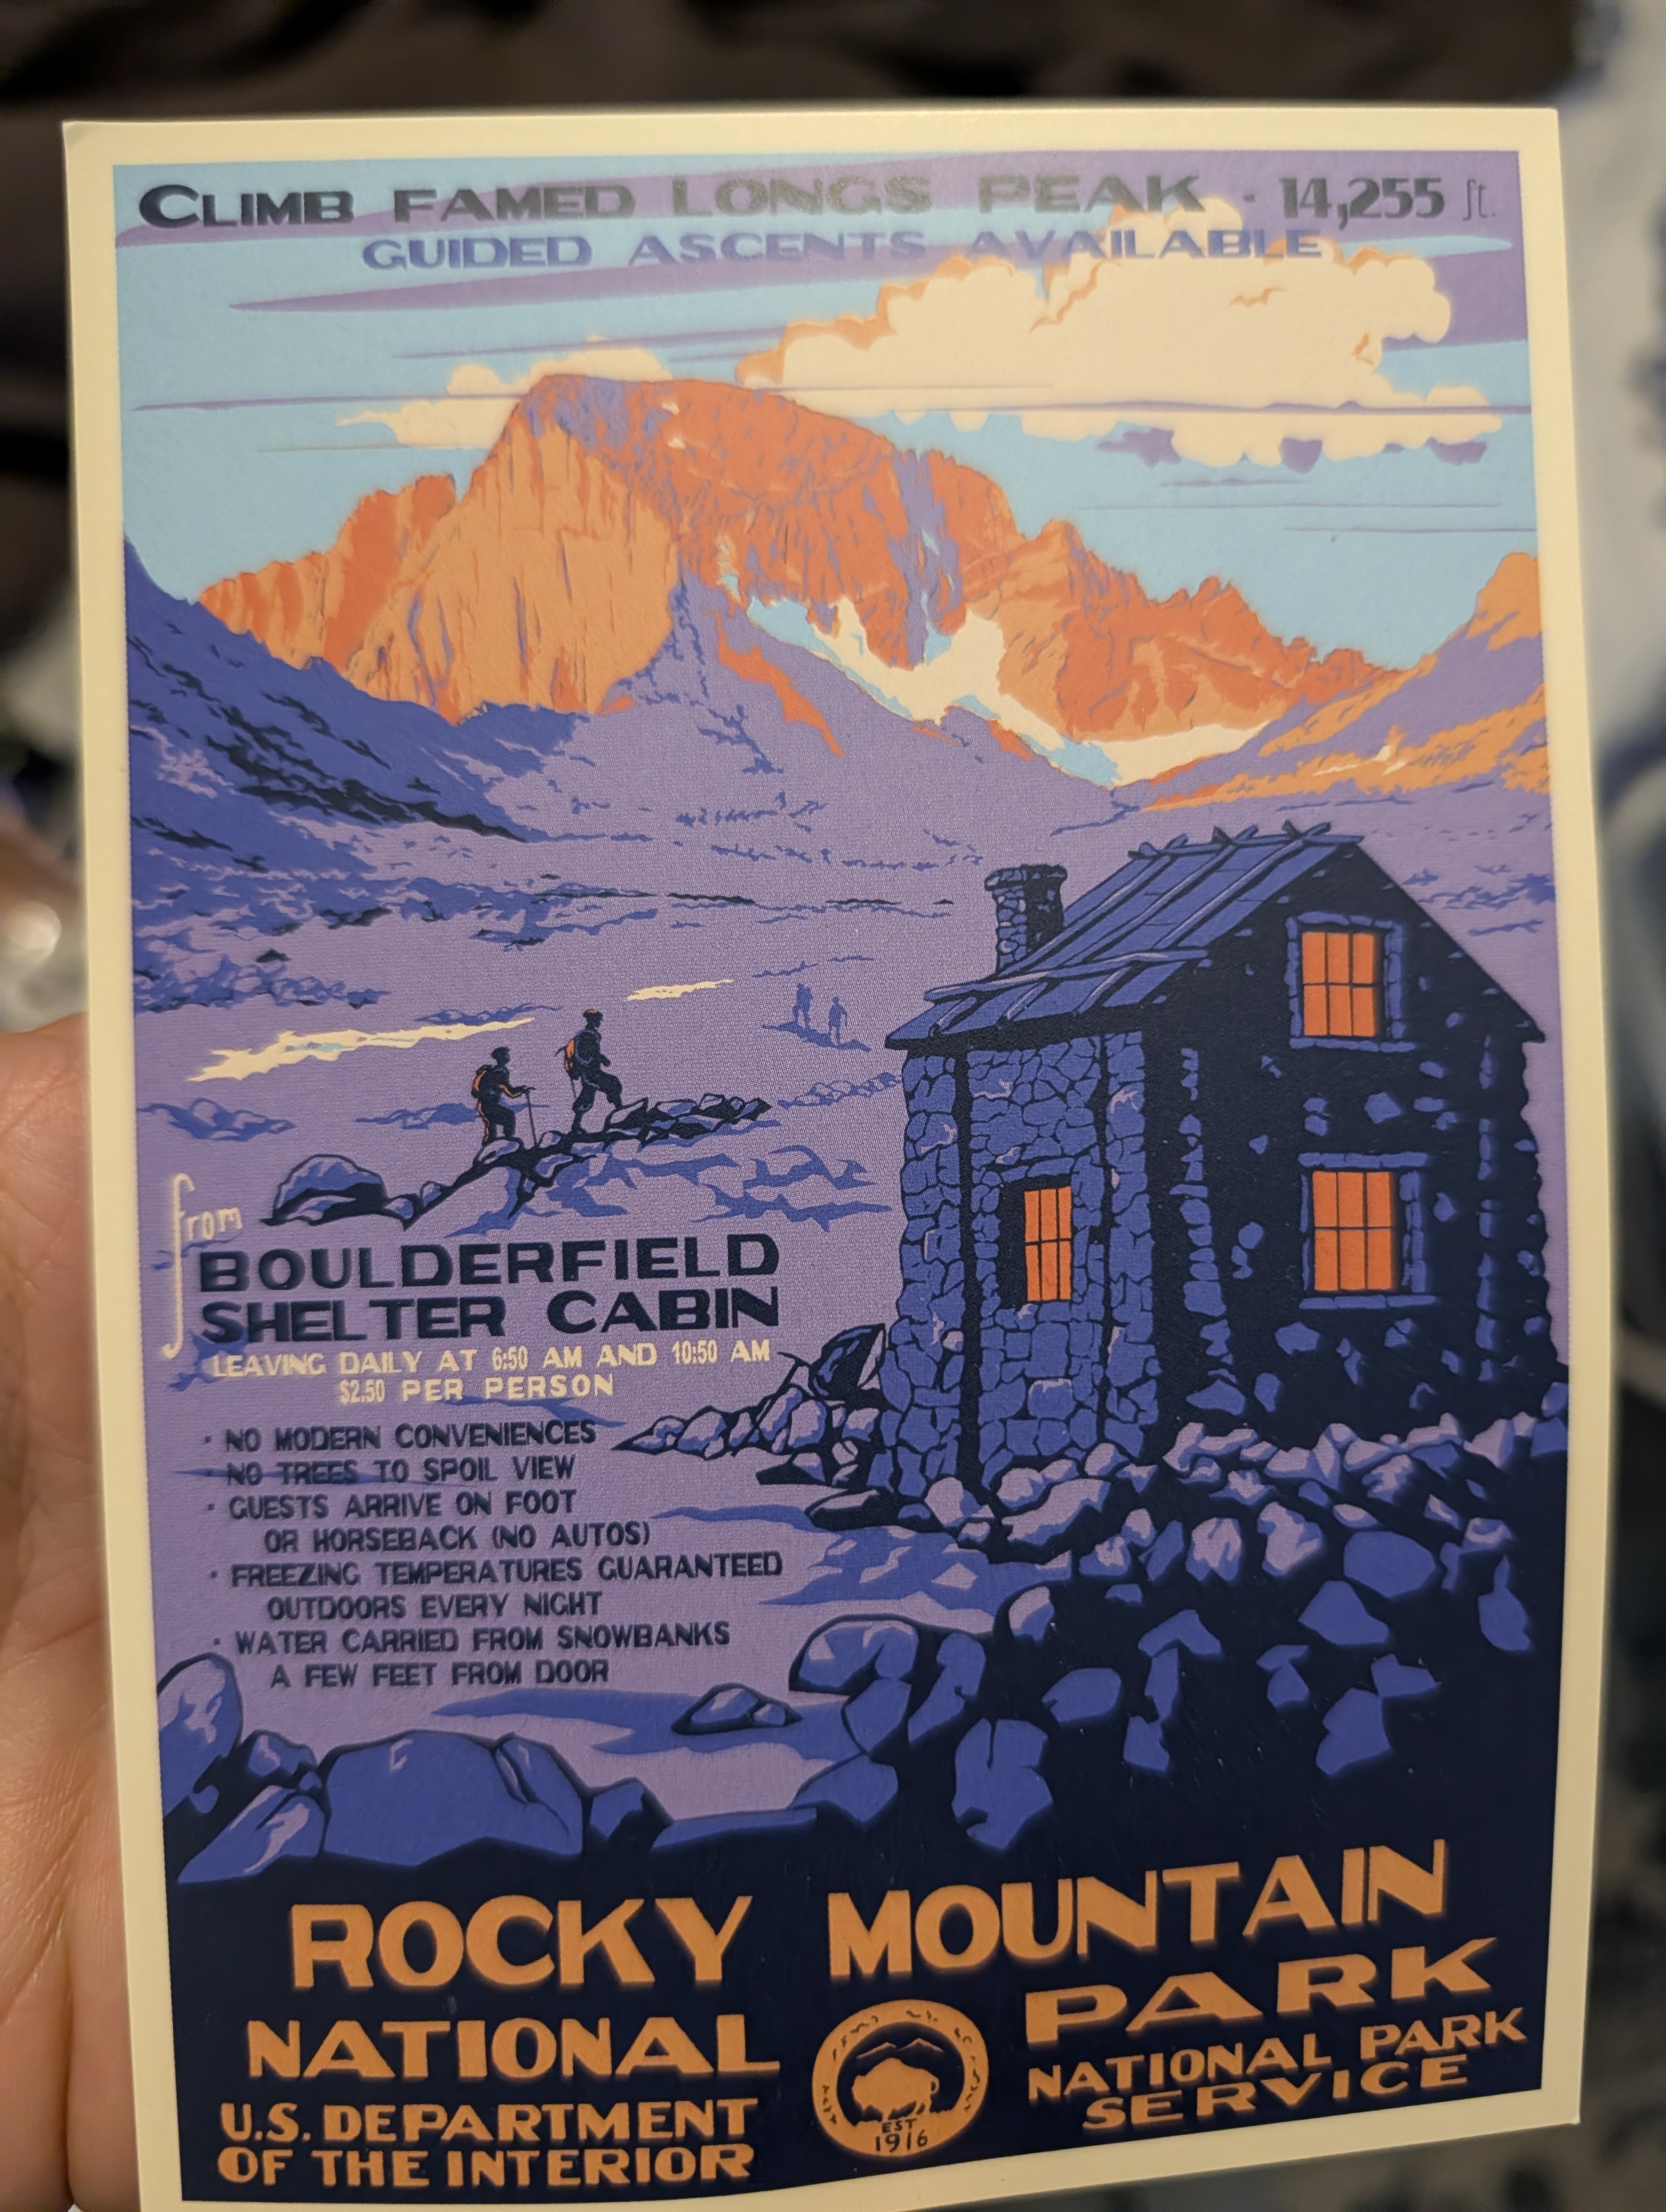 CLIMB FAMED LONGS PEAK - 14,255 ft.
GUIDED ASCENTS AVAILABLE
from
BOULDERFIELD
SHELTER CABIN
LEAVING DAILY AT 6:50 AM AND 10:50 AM
$2.50 PER PERSON
• NO MODERN CONVENIENCES
• NO TREES TO SPOIL VIEW
• GUESTS ARRIVE ON FOOT
OR HORSEBACK (NO AUTOS)
• FREEZING TEMPERATURES GUARANTEED
OUTDOORS EVERY NIGHT
• WATER CARRIED FROM SNOWBANKS
A FEW FEET FROM DOOR
ROCKY MOUNTAIN
NATIONAL PARK
U.S. DEPARTMENT
OF THE INTERIOR
EST
1916
NATIONAL PARK
SERVICE